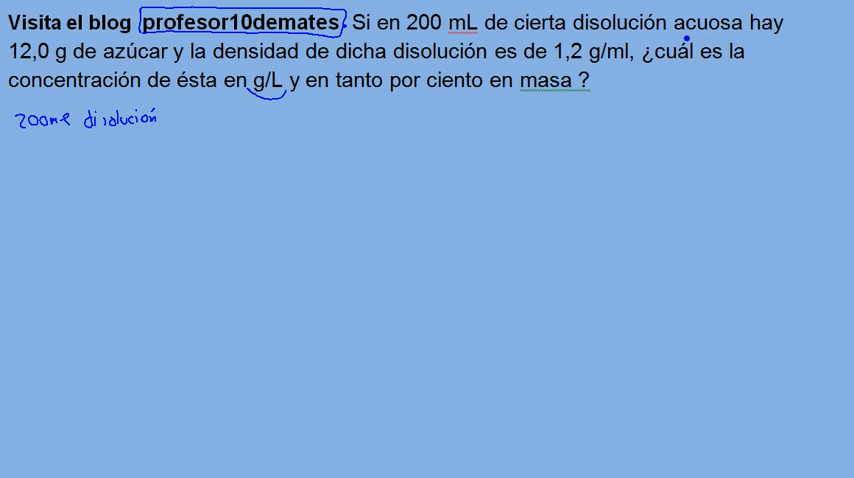 Visita el blog profesor10demates. Si en 200 mL de cierta disolución acuosa hay
12,0 g de azúcar y la densidad de dicha disolución es de 1,2 g/ml, ¿cuál es la
concentración de ésta en g/L y en tanto por ciento en masa ?
200ml disolución